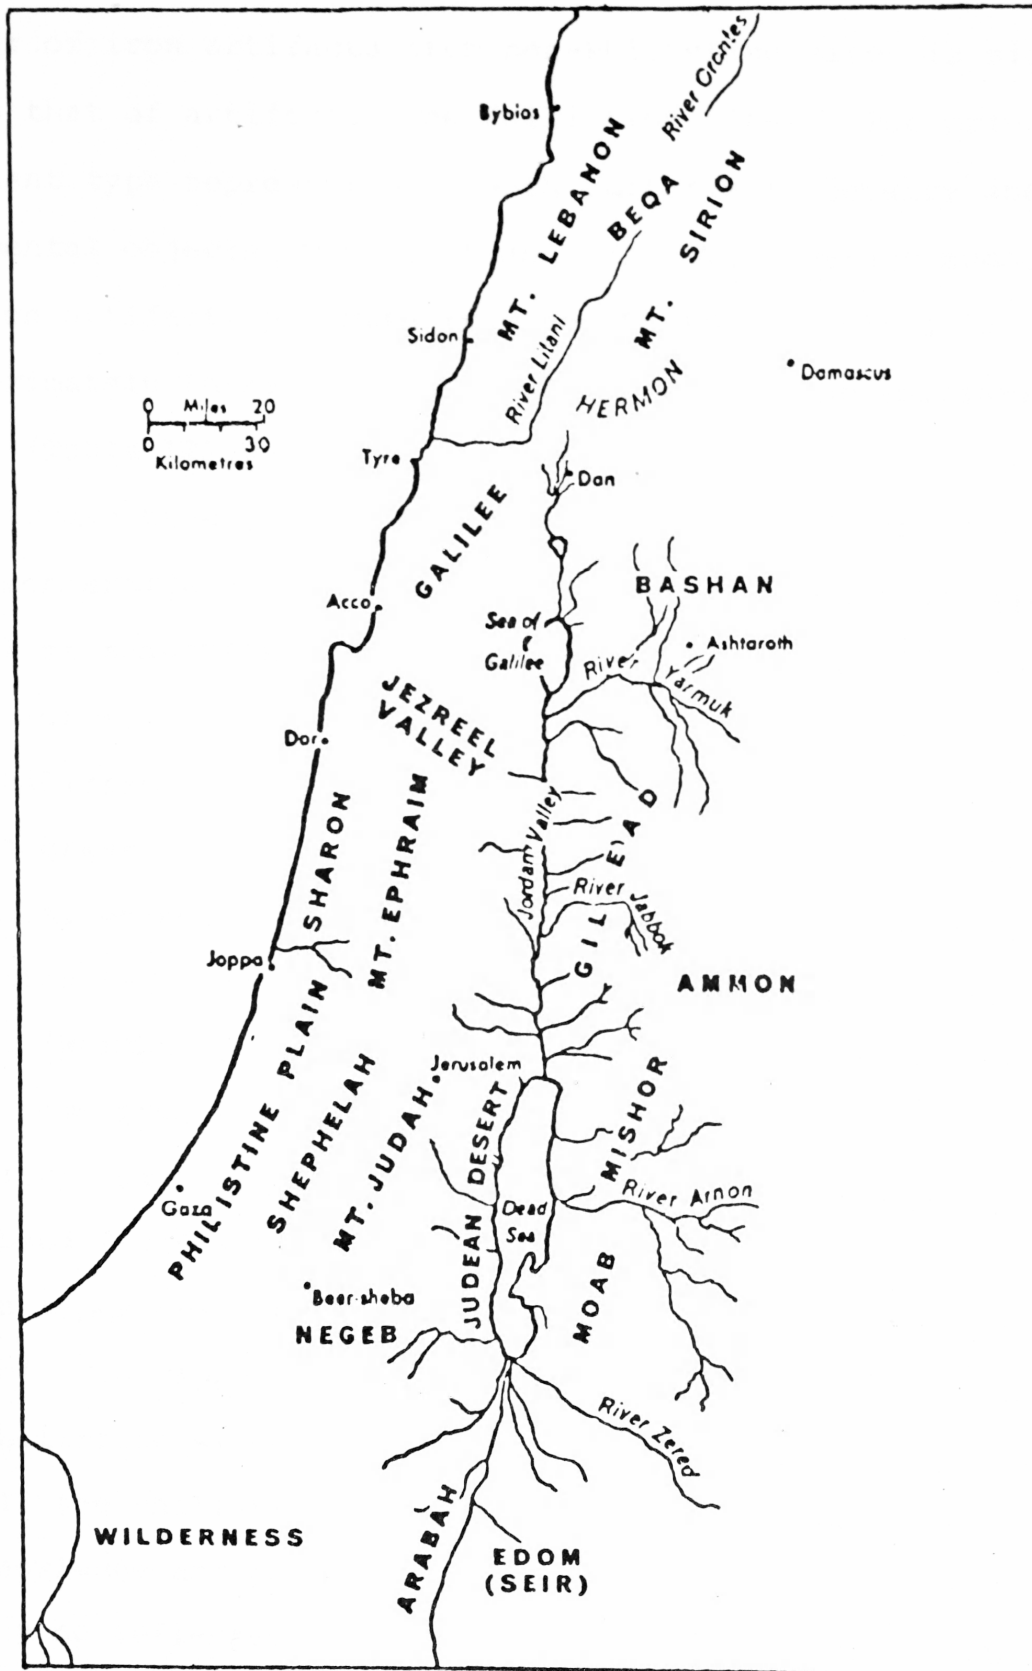 River Orontes
Bybios
MT. LEBANON
BEQA
MT. SIRION
Sidon
River Litani
HERMON
Damascus
0 Miles 20
0 30
Kilometres
Tyre
Dan
GALILEE
BASHAN
Acco
Sea of
Galilee
Ashtaroth
River Yarmuk
JEZREEL
VALLEY
Dor
SHARON
MT. EPHRAIM
Jordan Valley
GILEAD
River Jabbok
Joppa
AMMON
PHILISTINE PLAIN
SHEPHELAH
MT. JUDAH
Jerusalem
JUDEAN DESERT
MISHOR
River Arnon
Dead
Sea
Gaza
MOAB
Beer-sheba
NEGEB
River Zered
ARABAH
WILDERNESS
EDOM
(SEIR)